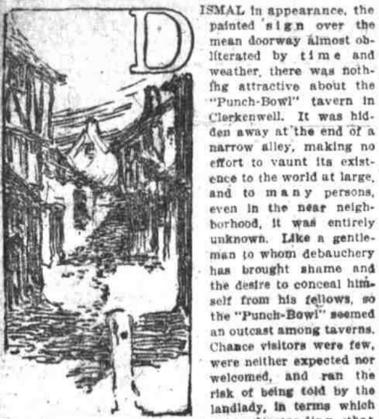 DISMAL in appearance, the
painted sign over the
mean doorway almost ob-
literated by time and
weather, there was noth-
ing attractive about the
"Punch-Bowl" tavern in
Clerkenwell. It was hid-
den away at the end of a
narrow alley, making no
effort to vaunt its exist-
ence to the world at large,
and to many persons,
even in the near neigh-
borhood, it was entirely
unknown. Like a gentle-
man to whom debauchery
has brought shame and
the desire to conceal him-
self from his fellows, so
the "Punch-Bowl" seemed
an outcast among taverns.
Chance visitors were few,
were neither expected nor
welcomed, and ran the
risk of being told by the
landlady, in terms which